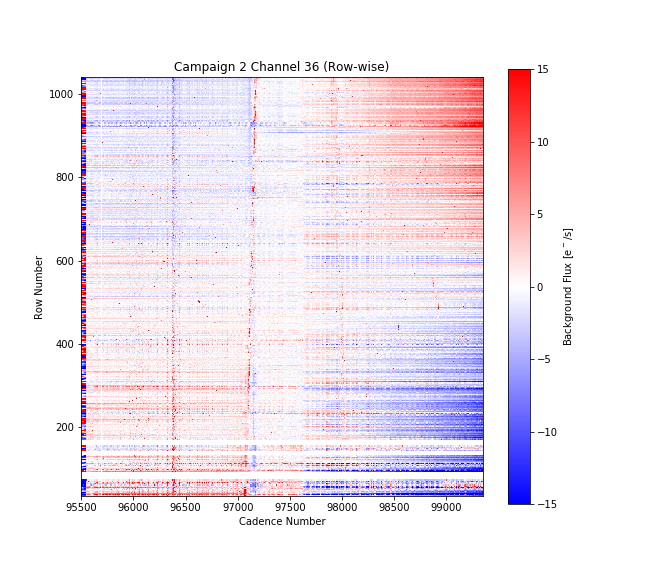 Campaign 2 Channel 36 (Row-wise)
1000
800
600
400
200
Row Number
95500 96000 96500 97000 97500 98000 98500 99000
Cadence Number
15
10
5
0
−5
−10
−15
Background Flux [e⁻/s]